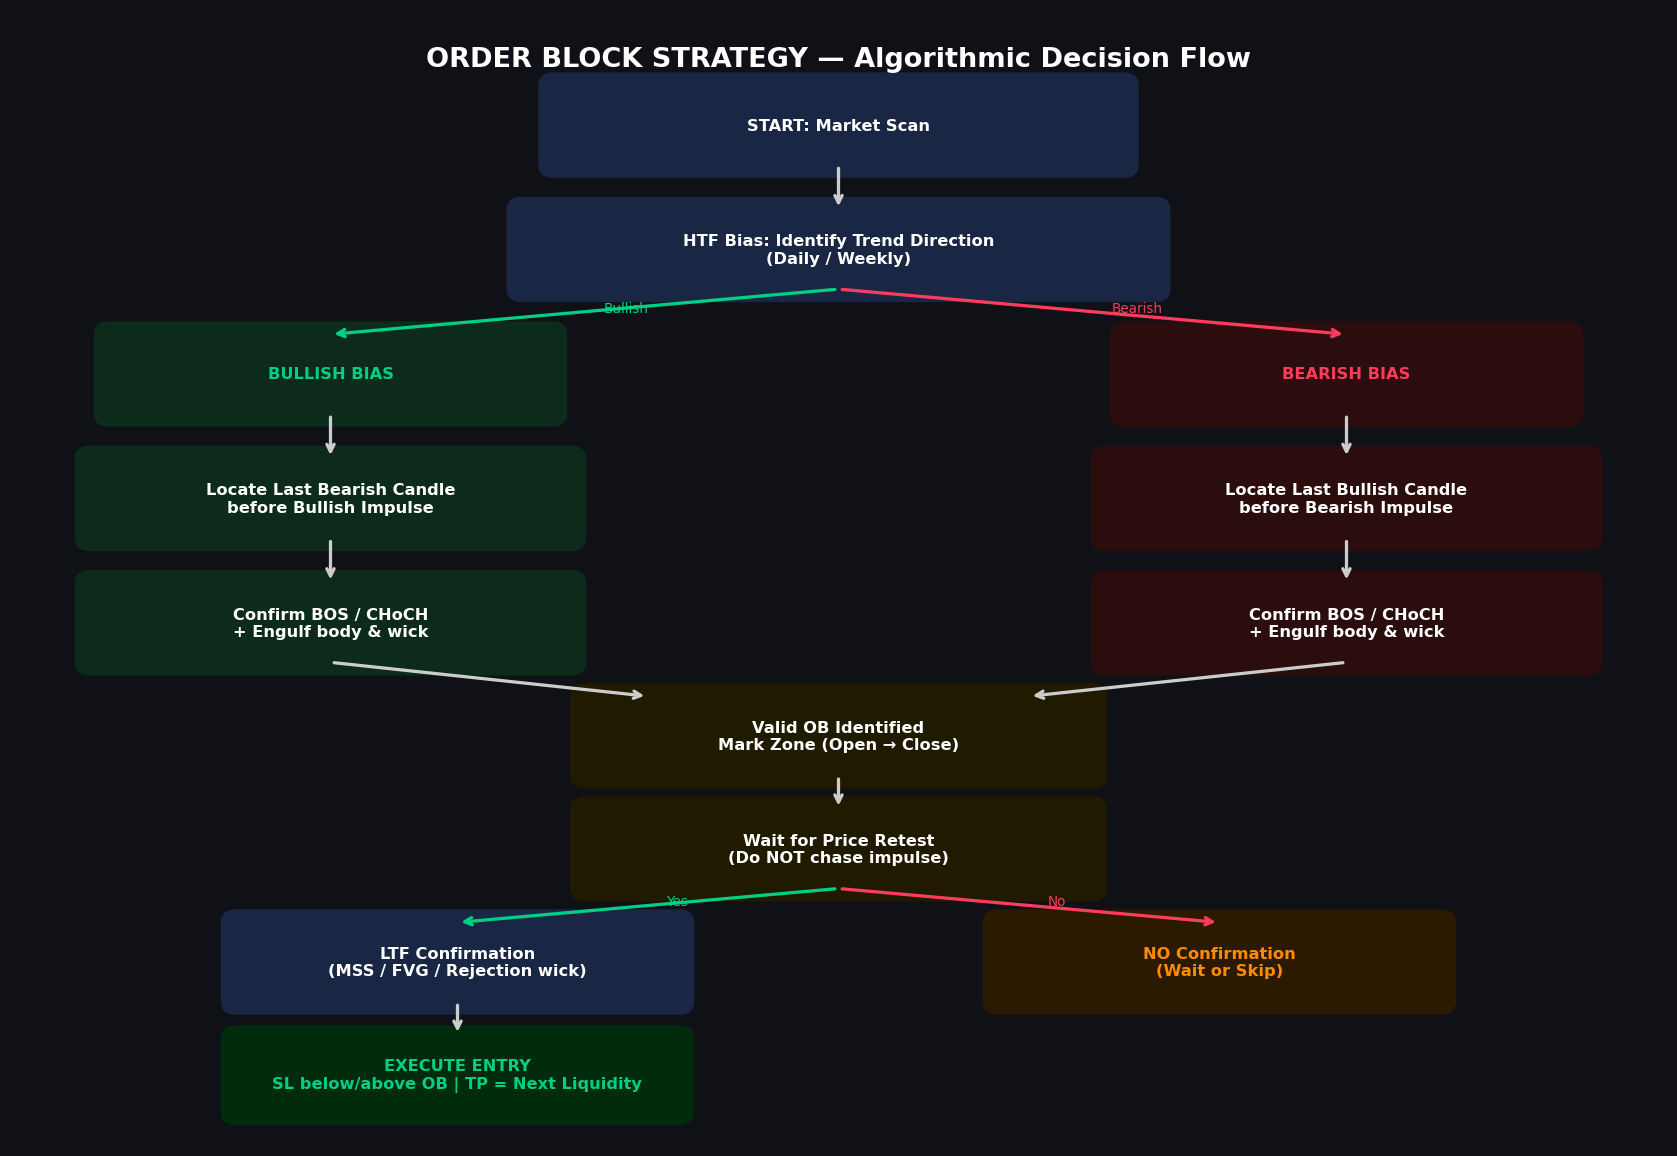 ORDER BLOCK STRATEGY — Algorithmic Decision Flow
START: Market Scan
HTF Bias: Identify Trend Direction
(Daily / Weekly)
Bullish
Bearish
BULLISH BIAS
BEARISH BIAS
Locate Last Bearish Candle
before Bullish Impulse
Locate Last Bullish Candle
before Bearish Impulse
Confirm BOS / CHoCH
+ Engulf body & wick
Confirm BOS / CHoCH
+ Engulf body & wick
Valid OB Identified
Mark Zone (Open → Close)
Wait for Price Retest
(Do NOT chase impulse)
Yes
No
LTF Confirmation
(MSS / FVG / Rejection wick)
NO Confirmation
(Wait or Skip)
EXECUTE ENTRY
SL below/above OB | TP = Next Liquidity